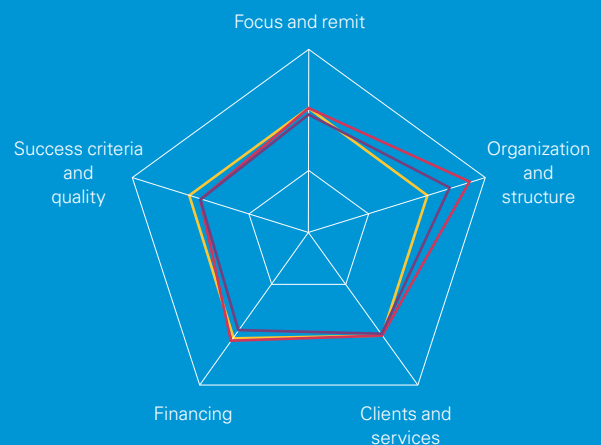 Focus and remit
Success criteria
and
quality
Organization
and
structure
Financing
Clients and
services